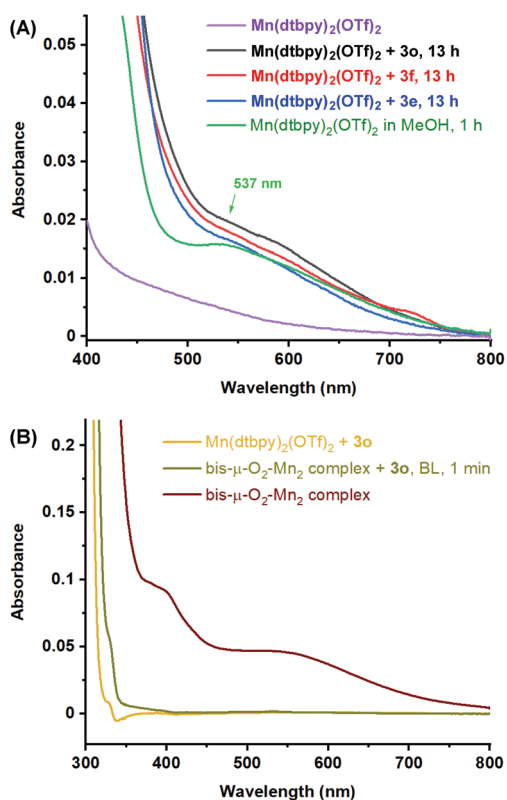 (A)
Mn(dtbpy)₂(OTf)₂
Mn(dtbpy)₂(OTf)₂ + 3o, 13 h
Mn(dtbpy)₂(OTf)₂ + 3f, 13 h
Mn(dtbpy)₂(OTf)₂ + 3e, 13 h
Mn(dtbpy)₂(OTf)₂ in MeOH, 1 h
537 nm
Absorbance
0.05
0.04
0.03
0.02
0.01
0
400 500 600 700 800
Wavelength (nm)
(B)
Mn(dtbpy)₂(OTf)₂ + 3o
bis-μ-O₂-Mn₂ complex + 3o, BL, 1 min
bis-μ-O₂-Mn₂ complex
Absorbance
0.2
0.15
0.1
0.05
0
300 400 500 600 700 800
Wavelength (nm)